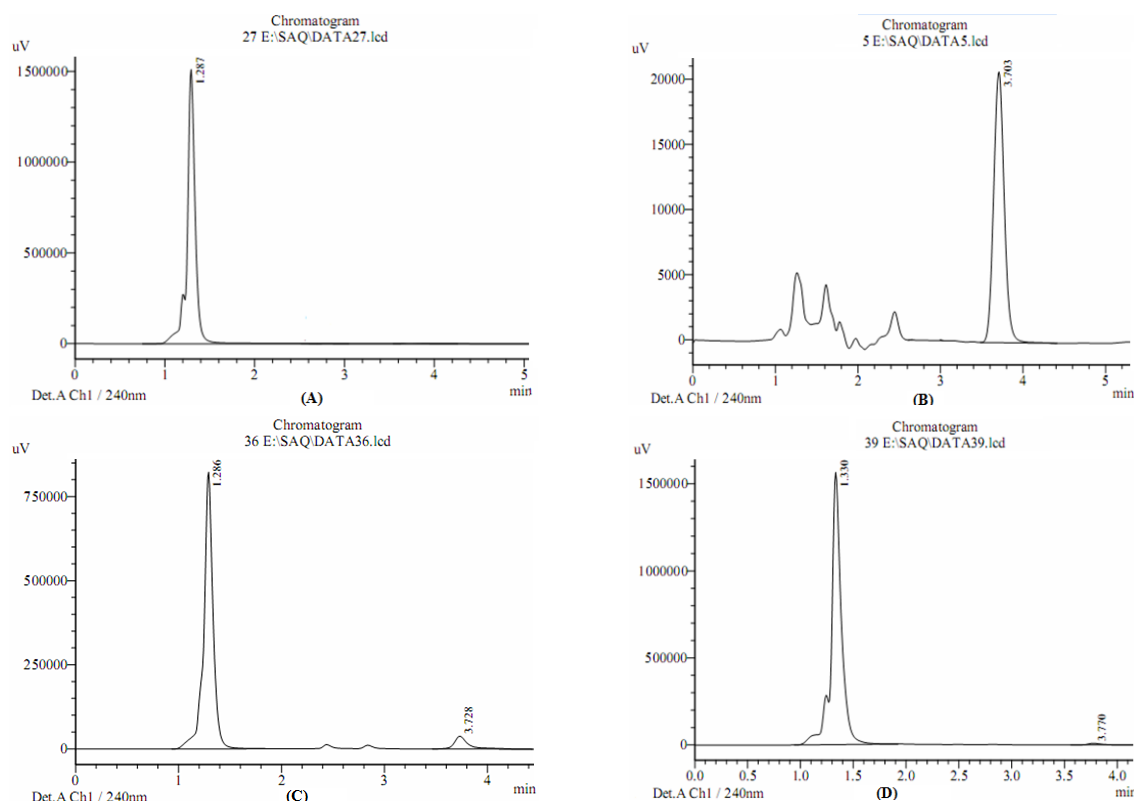 Chromatogram
27 E:\SAQ\DATA27.lcd
uV
1500000
1000000
500000
0
1.287
0 1 2 3 4 5
min
Det.A Ch1 / 240nm
(A)
Chromatogram
5 E:\SAQ\DATA5.lcd
uV
20000
15000
10000
5000
0
3.703
0 1 2 3 4 5
min
Det.A Ch1 / 240nm
(B)
Chromatogram
36 E:\SAQ\DATA36.lcd
uV
750000
500000
250000
0
1.286
3.728
0 1 2 3 4
min
Det.A Ch1 / 240nm
(C)
Chromatogram
39 E:\SAQ\DATA39.lcd
uV
1500000
1000000
500000
0
1.330
3.770
0.0 0.5 1.0 1.5 2.0 2.5 3.0 3.5 4.0
min
Det.A Ch1 / 240nm
(D)